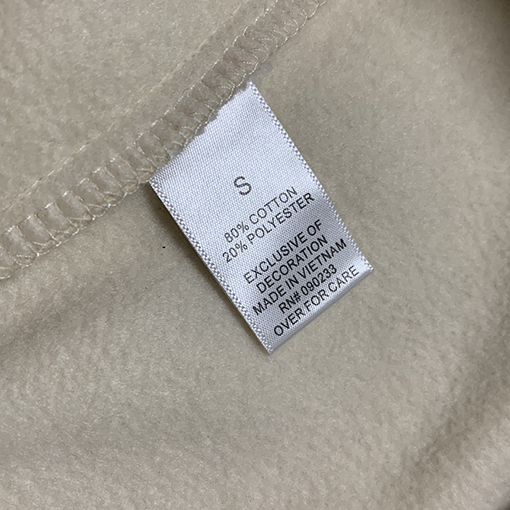 S
80% COTTON
20% POLYESTER
EXCLUSIVE OF
DECORATION
MADE IN VIETNAM
RN# 090233
OVER FOR CARE